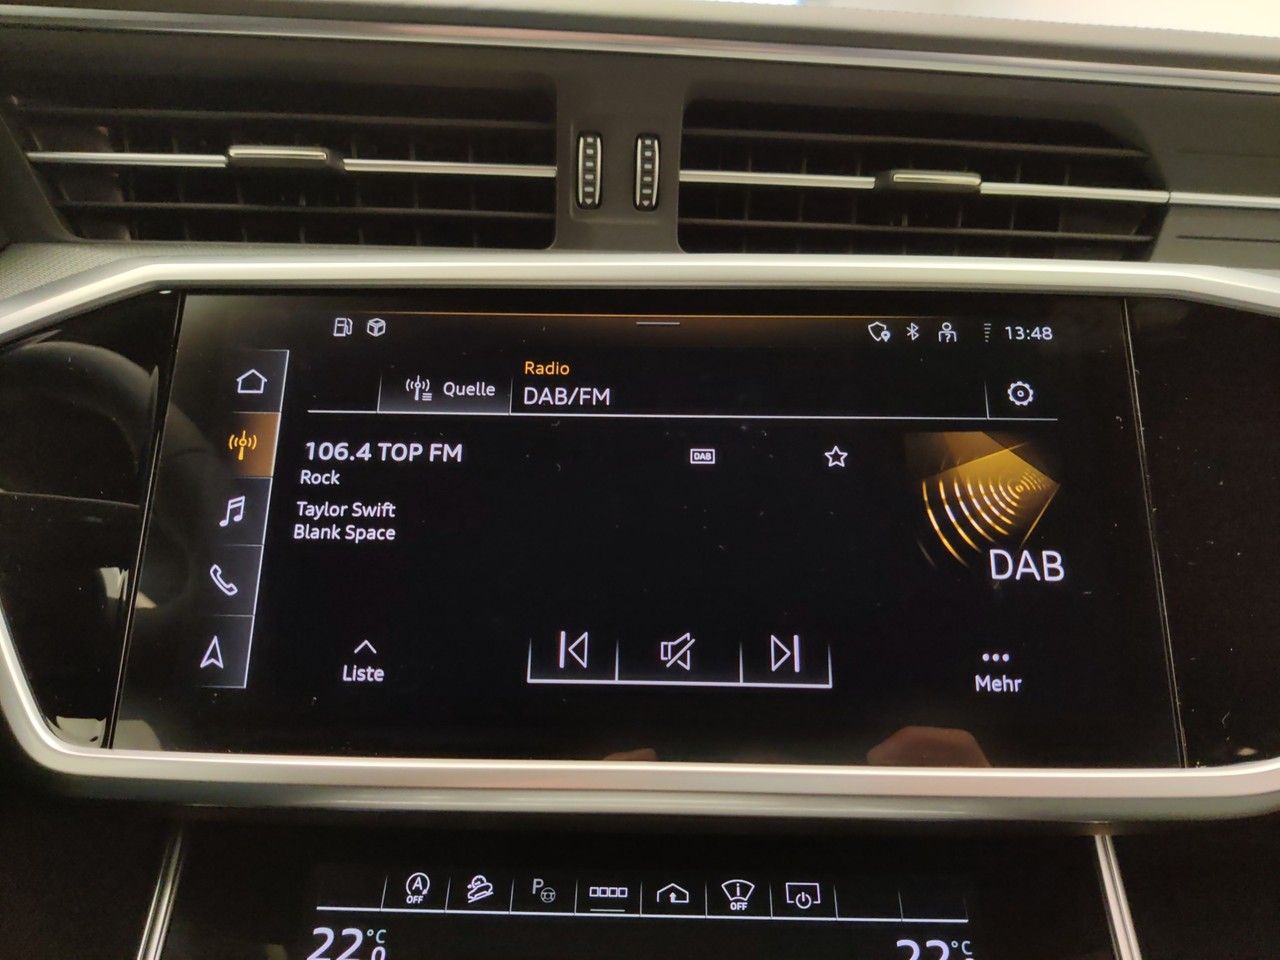 13:48
Radio
Quelle
DAB/FM
106.4 TOP FM
DAB
Rock
Taylor Swift
Blank Space
DAB
Liste
Mehr
A
OFF
P
i
OFF
22°C
22°C